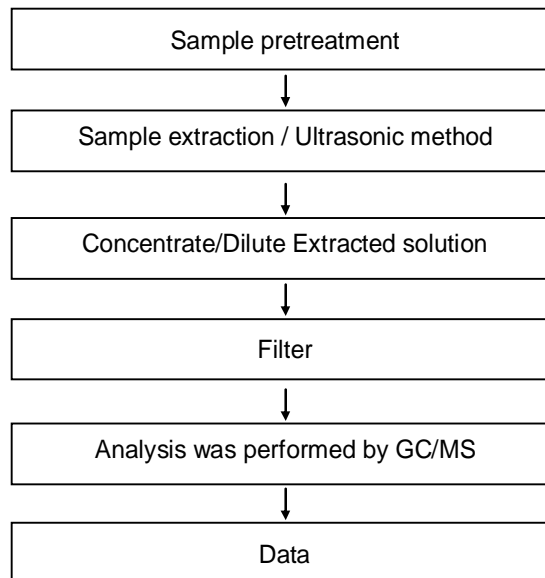 Sample pretreatment
Sample extraction / Ultrasonic method
Concentrate/Dilute Extracted solution
Filter
Analysis was performed by GC/MS
Data